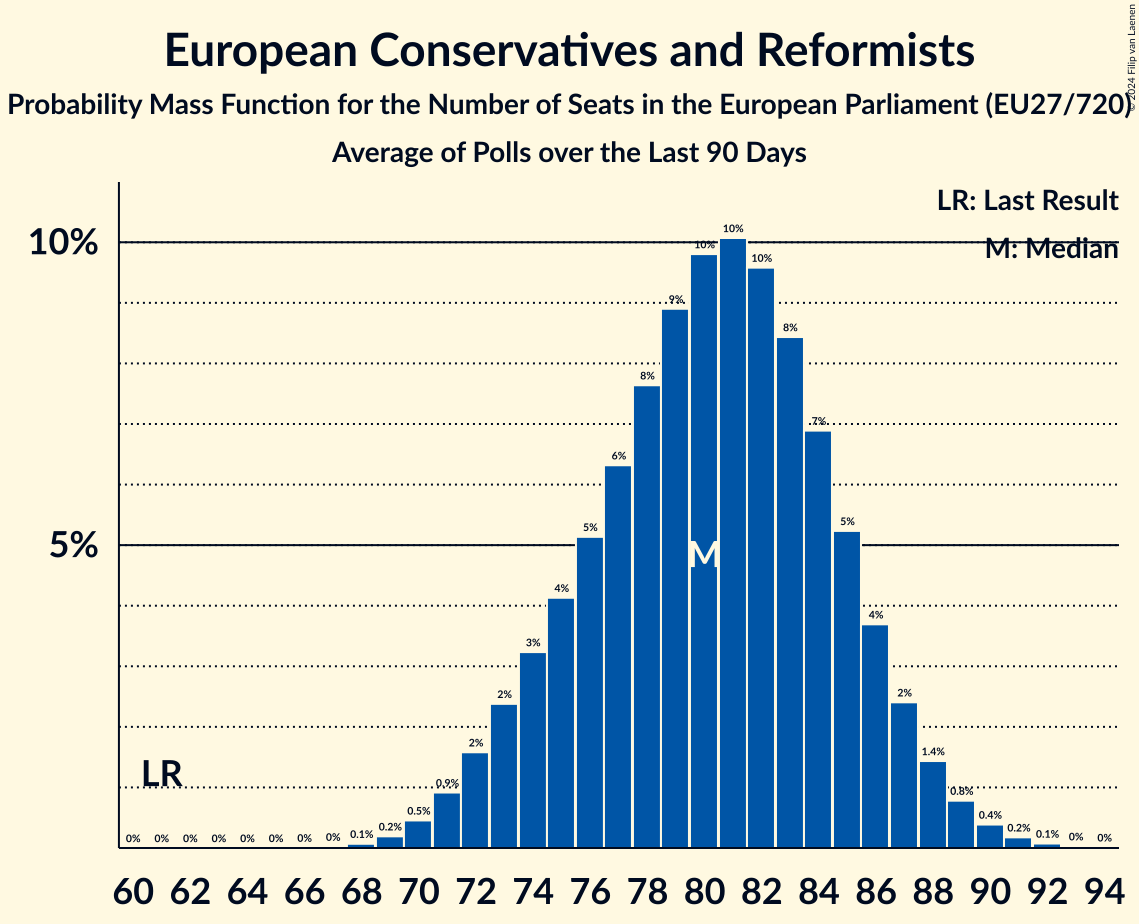 European Conservatives and Reformists
Probability Mass Function for the Number of Seats in the European Parliament (EU27/720)
Average of Polls over the Last 90 Days
© 2024 Filip van Laenen
LR: Last Result
M: Median
10%
5%
LR
M
0% 0% 0% 0% 0% 0% 0% 0% 0.1% 0.2% 0.5% 0.9% 2% 2% 3% 4% 5% 6% 8% 9% 10% 10% 10% 8% 7% 5% 4% 2% 1.4% 0.8% 0.4% 0.2% 0.1% 0% 0%
60 62 64 66 68 70 72 74 76 78 80 82 84 86 88 90 92 94